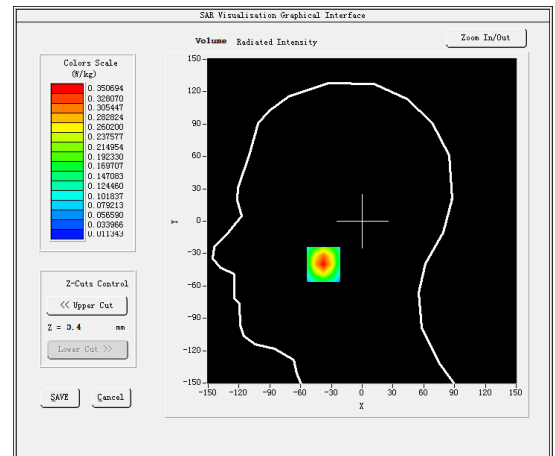 SAR Visualisation Graphical Interface
Volume Radiated Intensity
Zoom In/Out
Colors Scale
(W/kg)
0.350694
0.328070
0.305447
0.282824
0.260200
0.237577
0.214954
0.192330
0.169707
0.147083
0.124460
0.101837
0.079213
0.056590
0.033966
0.011343
Z-Cuts Control
<< Upper Cut
Z = 0.4 mm
Lower Cut >>
SAVE
Cancel
150
120
90
60
30
0
-30
-60
-90
-120
-150
Y
-150 -120 -90 -60 -30 0 30 60 90 120 150
X